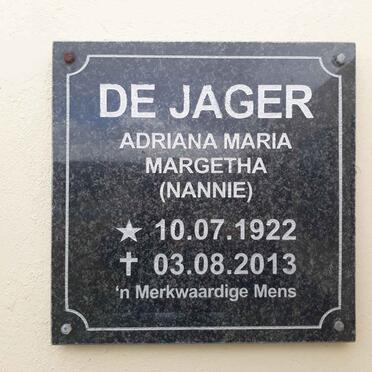 DE JAGER
ADRIANA MARIA
MARGETHA
(NANNIE)
★ 10.07.1922
✝ 03.08.2013
'n Merkwaardige Mens